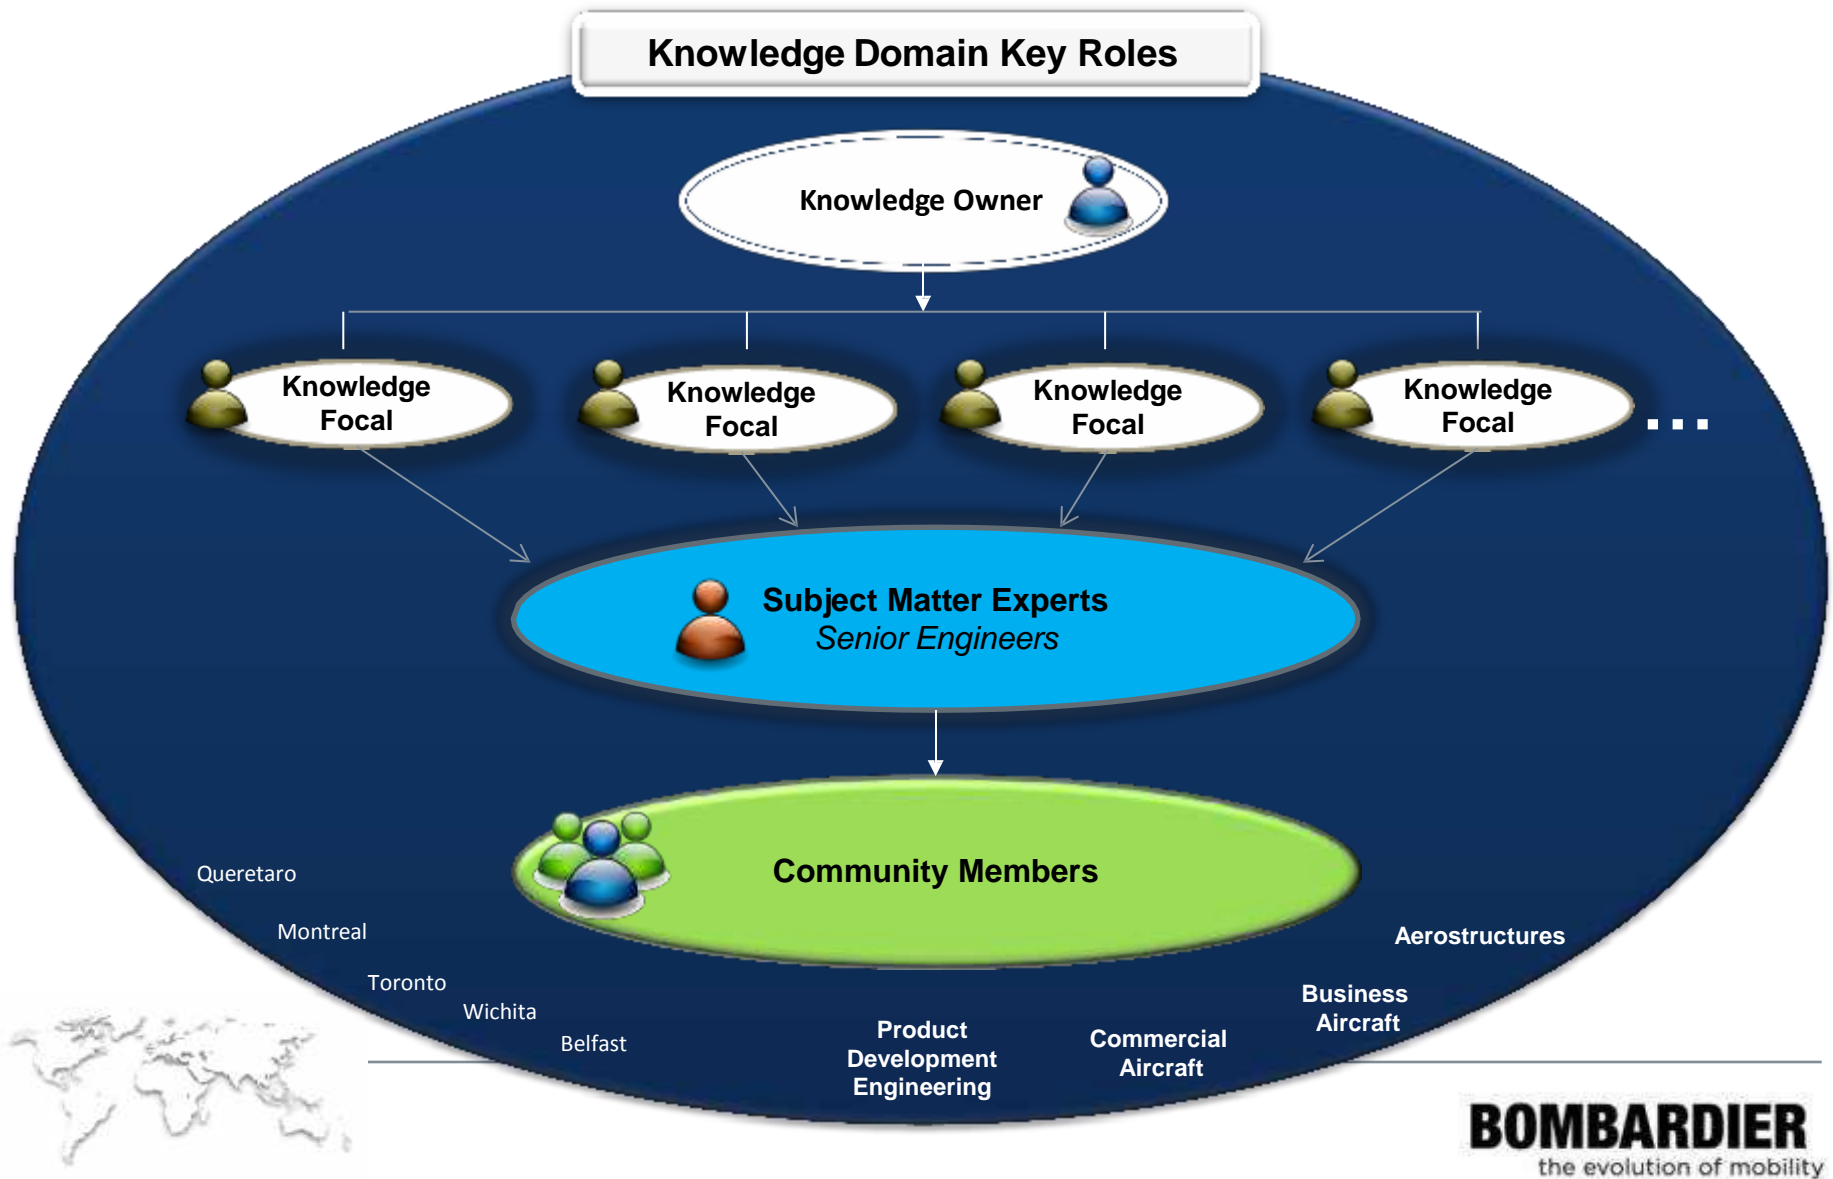 Knowledge Domain Key Roles
Knowledge Owner
Knowledge
Focal
Knowledge
Focal
Knowledge
Focal
Knowledge
Focal
...
Subject Matter Experts
Senior Engineers
Community Members
Queretaro
Montreal
Toronto
Wichita
Belfast
Product
Development
Engineering
Commercial
Aircraft
Business
Aircraft
Aerostructures
BOMBARDIER
the evolution of mobility